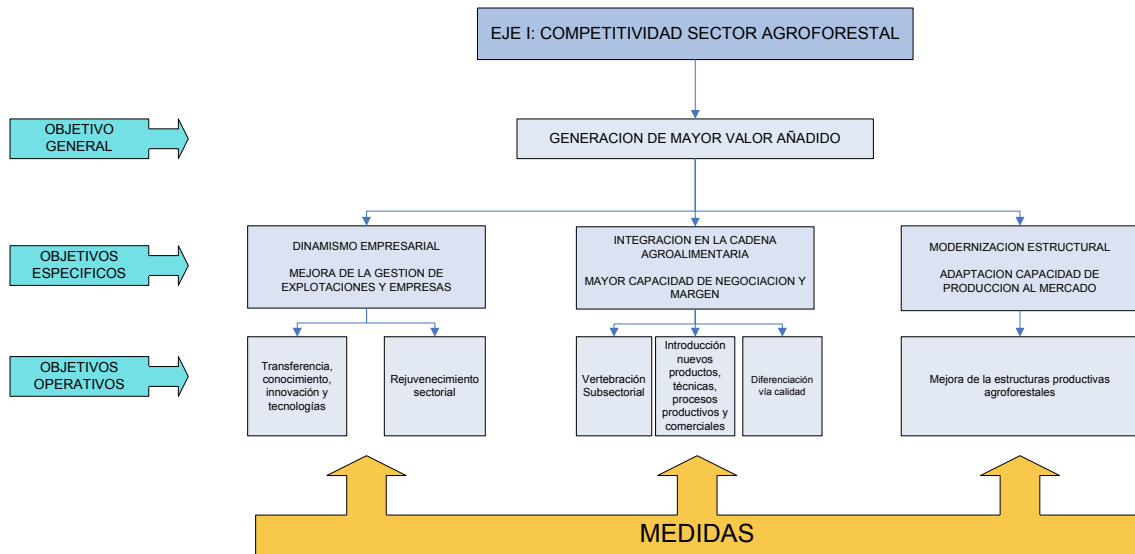 EJE I: COMPETITIVIDAD SECTOR AGROFORESTAL
OBJETIVO
GENERAL
GENERACION DE MAYOR VALOR AÑADIDO
OBJETIVOS
ESPECIFICOS
DINAMISMO EMPRESARIAL
MEJORA DE LA GESTION DE
EXPLOTACIONES Y EMPRESAS
INTEGRACION EN LA CADENA
AGROALIMENTARIA
MAYOR CAPACIDAD DE NEGOCIACION Y
MARGEN
MODERNIZACION ESTRUCTURAL
ADAPTACION CAPACIDAD DE
PRODUCCION AL MERCADO
OBJETIVOS
OPERATIVOS
Transferencia,
conocimiento,
innovación y
tecnologías
Rejuvenecimiento
sectorial
Vertebración
Subsectorial
Introducción
nuevos
productos,
técnicas,
procesos
productivos y
comerciales
Diferenciación
vía calidad
Mejora de la estructuras productivas
agroforestales
MEDIDAS